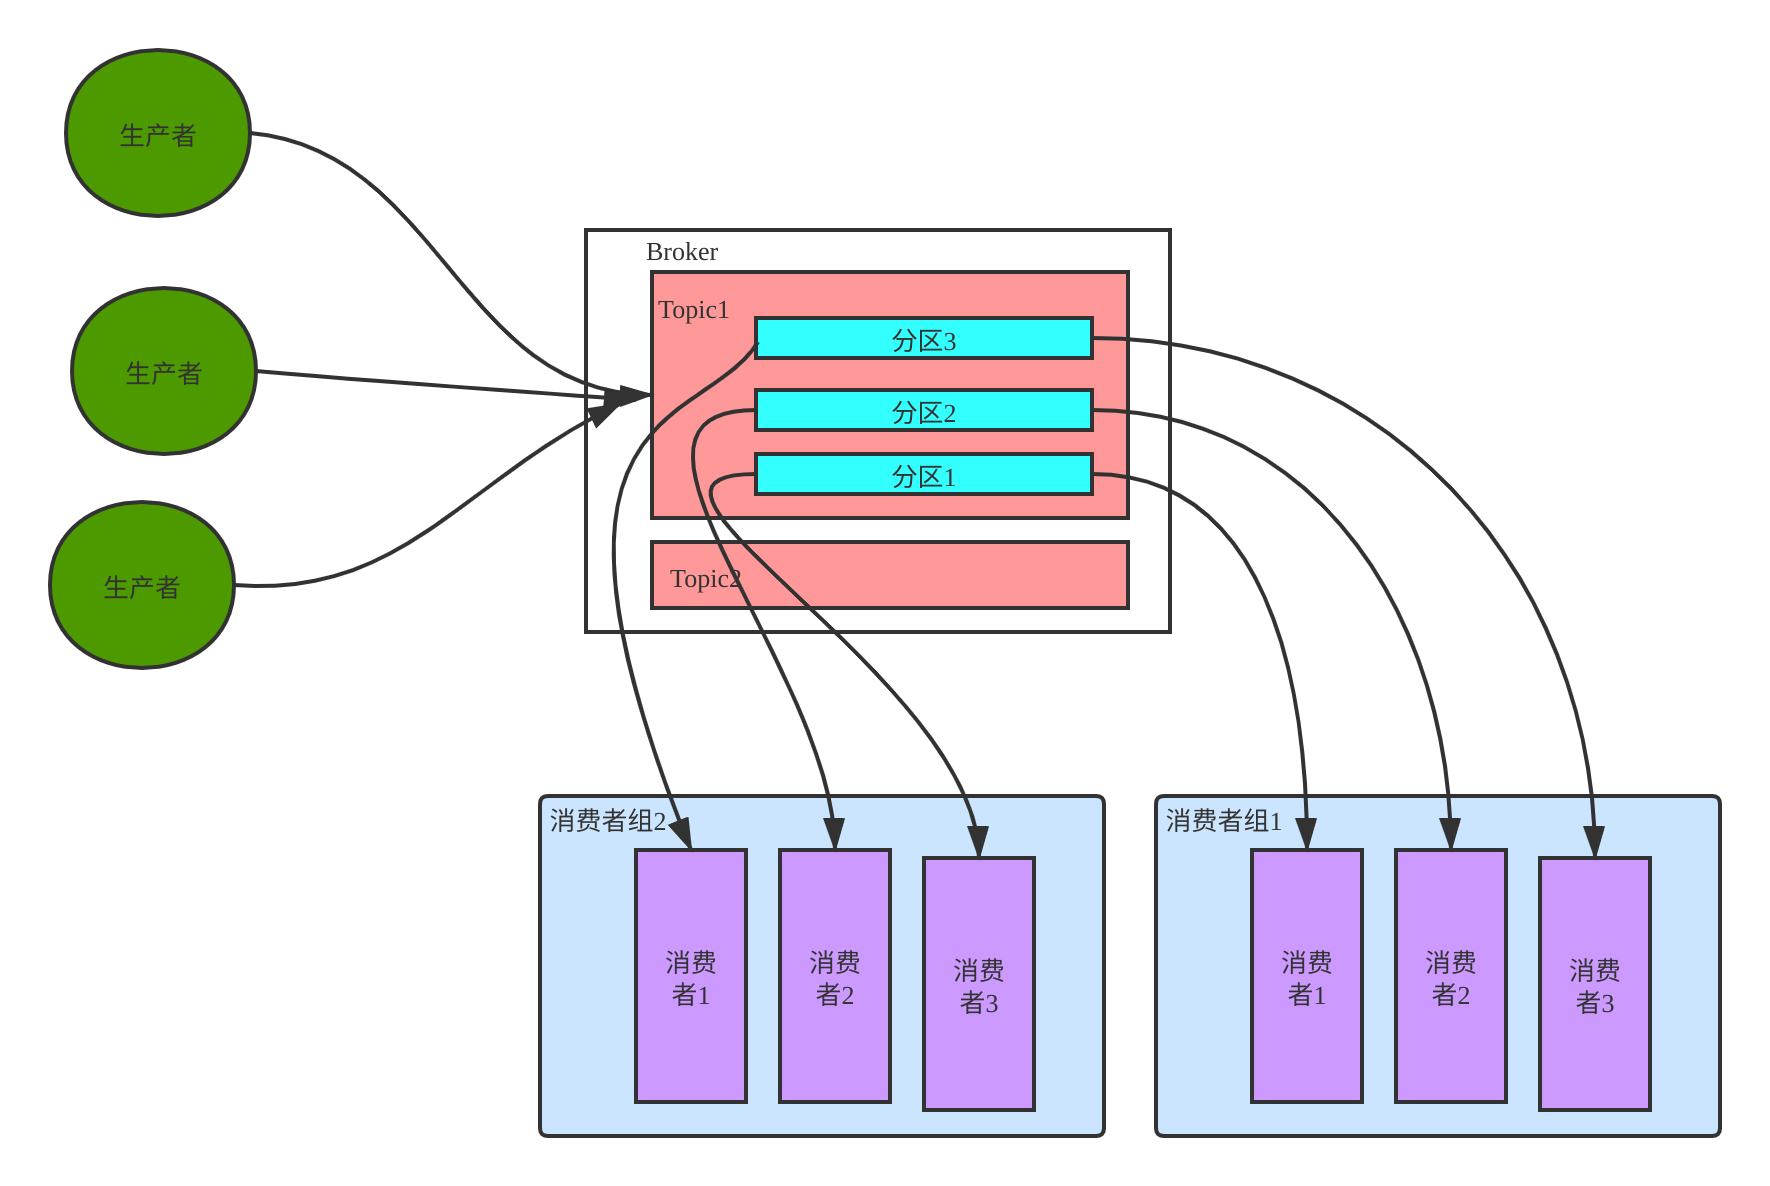 生产者
生产者
生产者
Broker
Topic1
分区3
分区2
分区1
Topic2
消费者组2
消费
者1
消费
者2
消费
者3
消费者组1
消费
者1
消费
者2
消费
者3